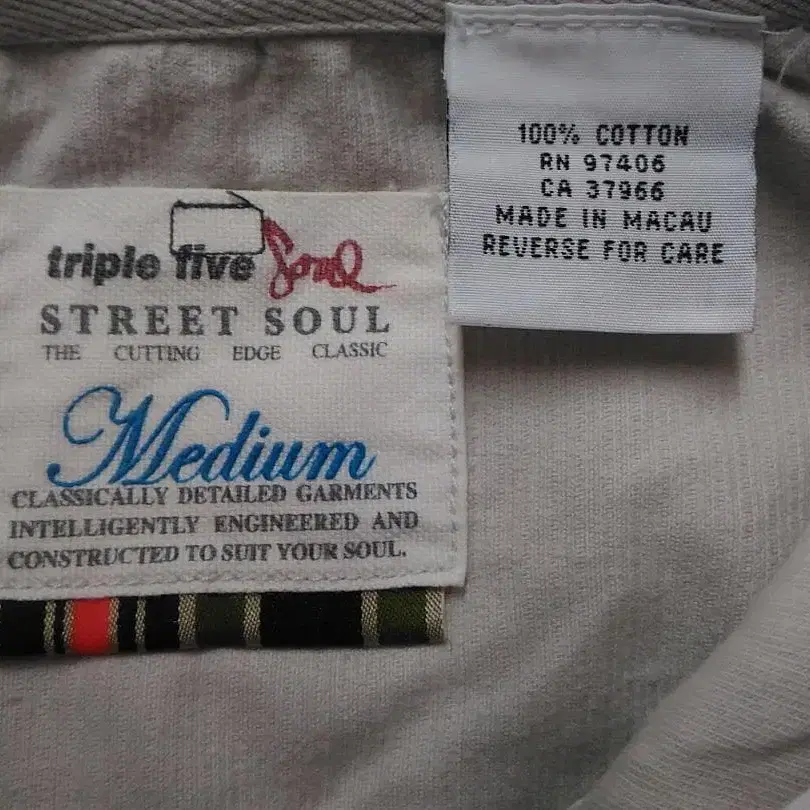 triple five Soul
STREET SOUL
THE CUTTING EDGE CLASSIC
Medium
CLASSICALLY DETAILED GARMENTS
INTELLIGENTLY ENGINEERED AND
CONSTRUCTED TO SUIT YOUR SOUL.
100% COTTON
RN 97406
CA 37966
MADE IN MACAU
REVERSE FOR CARE